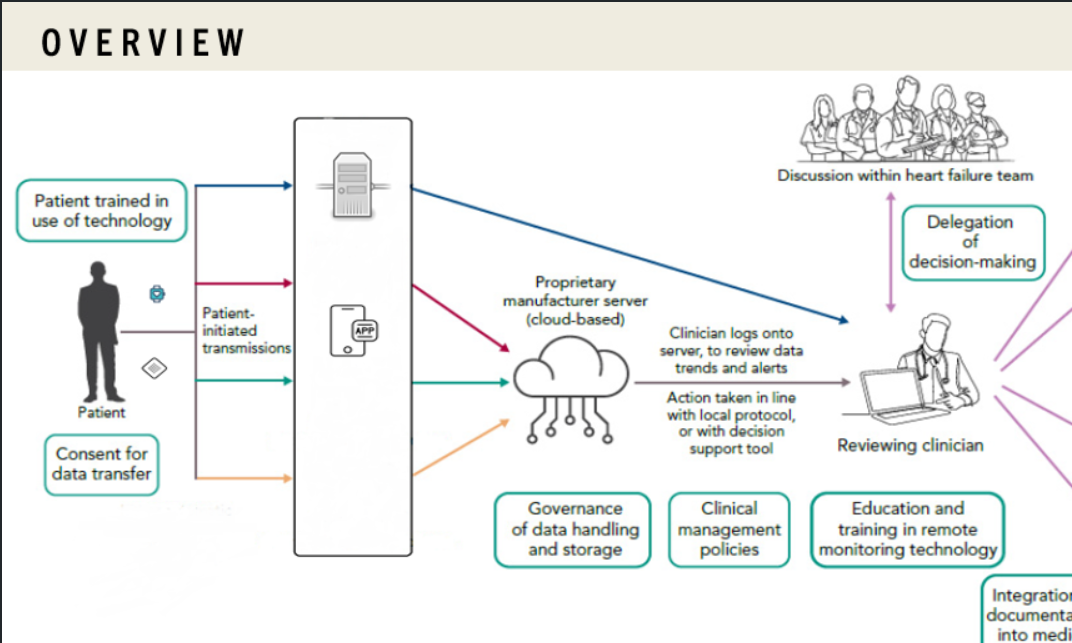 OVERVIEW
Discussion within heart failure team
Patient trained in
use of technology
Delegation
of
decision-making
Patient-
initiated
transmissions
APP
Proprietary
manufacturer server
(cloud-based)
Clinician logs onto
server, to review data
trends and alerts
Action taken in line
with local protocol,
or with decision
support tool
Patient
Reviewing clinician
Consent for
data transfer
Governance
of data handling
and storage
Clinical
management
policies
Education and
training in remote
monitoring technology
Integration
documenta
into medi